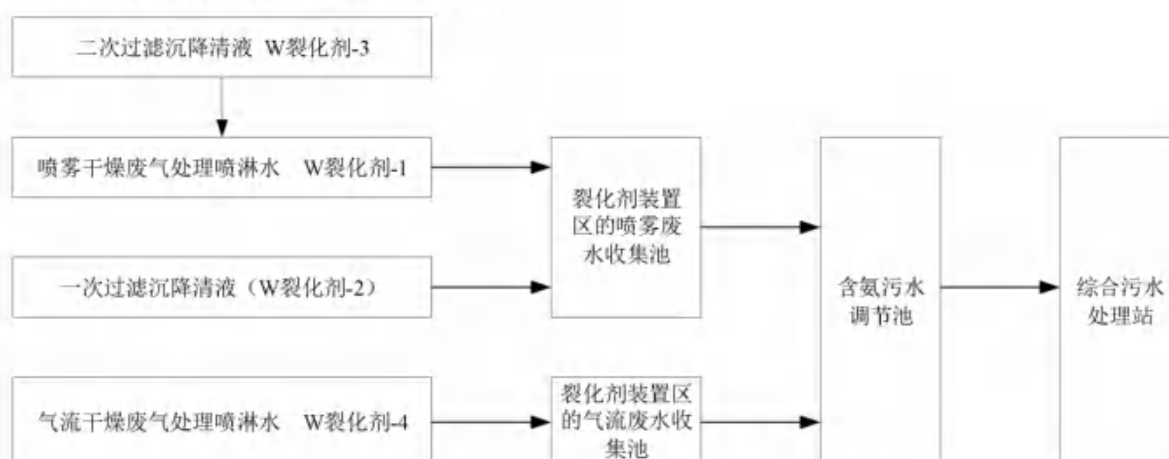 二次过滤沉降清液 W裂化剂-3
喷雾干燥废气处理喷淋水 W裂化剂-1
一次过滤沉降清液（W裂化剂-2）
气流干燥废气处理喷淋水 W裂化剂-4
裂化剂装置
区的喷雾废
水收集池
裂化剂装置区
的气流废水收
集池
含氨污水
调节池
综合污水
处理站